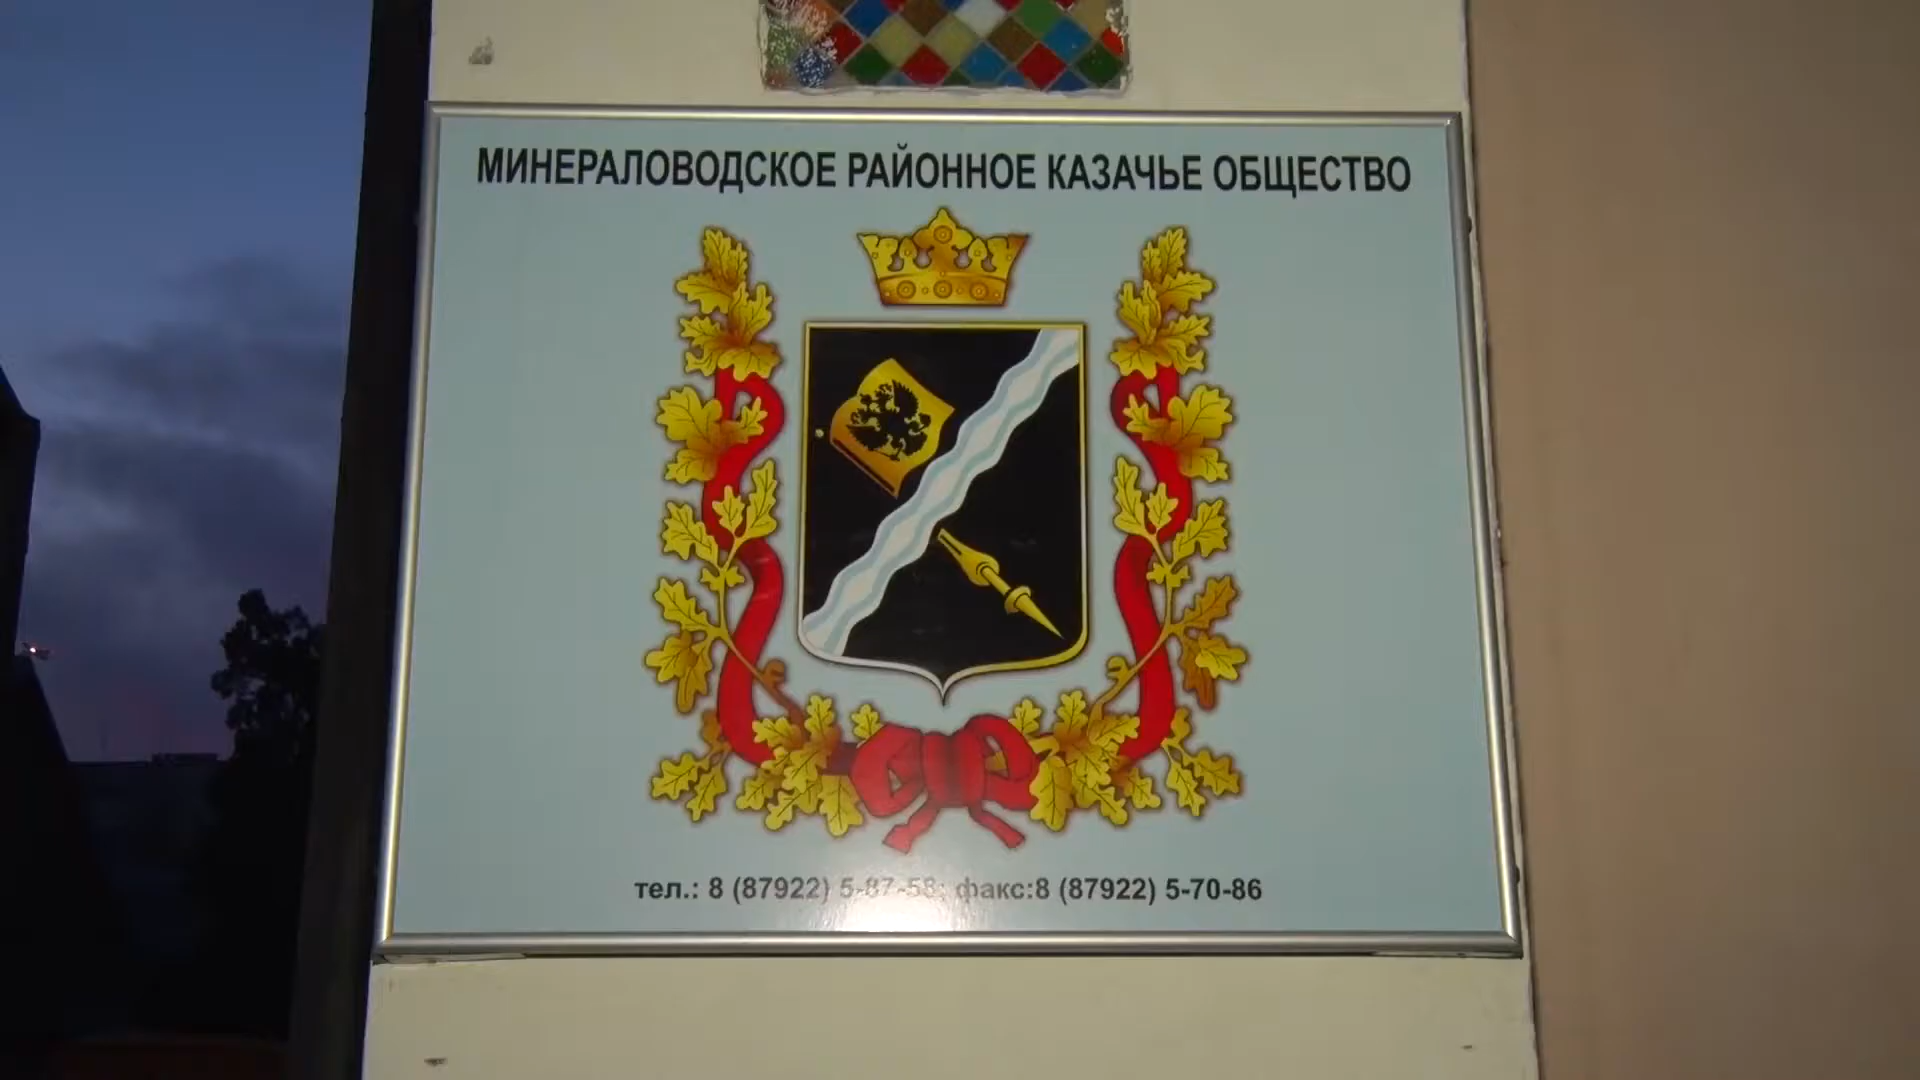 МИНЕРАЛОВОДСКОЕ РАЙОННОЕ КАЗАЧЬЕ ОБЩЕСТВО
тел.: 8 (87922) 5-87-58; факс:8 (87922) 5-70-86